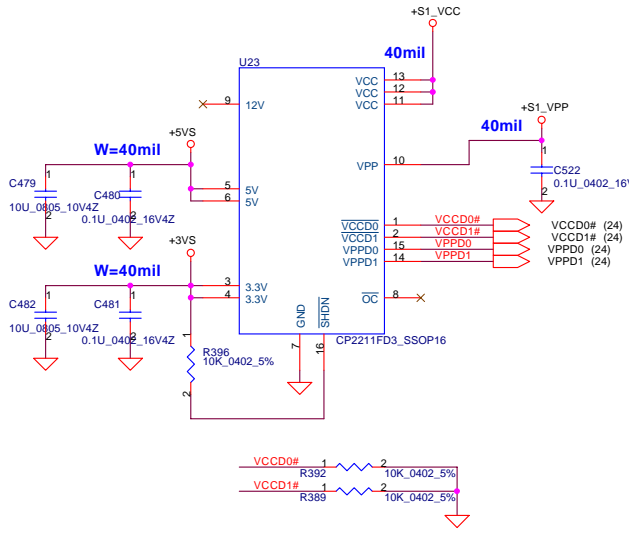 +S1_VCC
40mil
U23
13 VCC
12 VCC
11 VCC
9 12V
+S1_VPP
40mil
+5VS
W=40mil
10 VPP
1
C479
2
10U_0805_10V4Z
1
C480
2
0.1U_0402_16V4Z
5 5V
6 5V
1
C522
2
0.1U_0402_16V
VCCD0 1 VCCD0# VCCD0# (24)
VCCD1 2 VCCD1# VCCD1# (24)
VPPD0 15 VPPD0 VPPD0 (24)
VPPD1 14 VPPD1 VPPD1 (24)
+3VS
W=40mil
3 3.3V
4 3.3V
OC 8
1
C482
2
10U_0805_10V4Z
1
C481
2
0.1U_0402_16V4Z
GND
7
SHDN
16
CP2211FD3_SSOP16
1
R396
10K_0402_5%
2
VCCD0# 1 2
R392 10K_0402_5%
VCCD1# 1 2
R389 10K_0402_5%